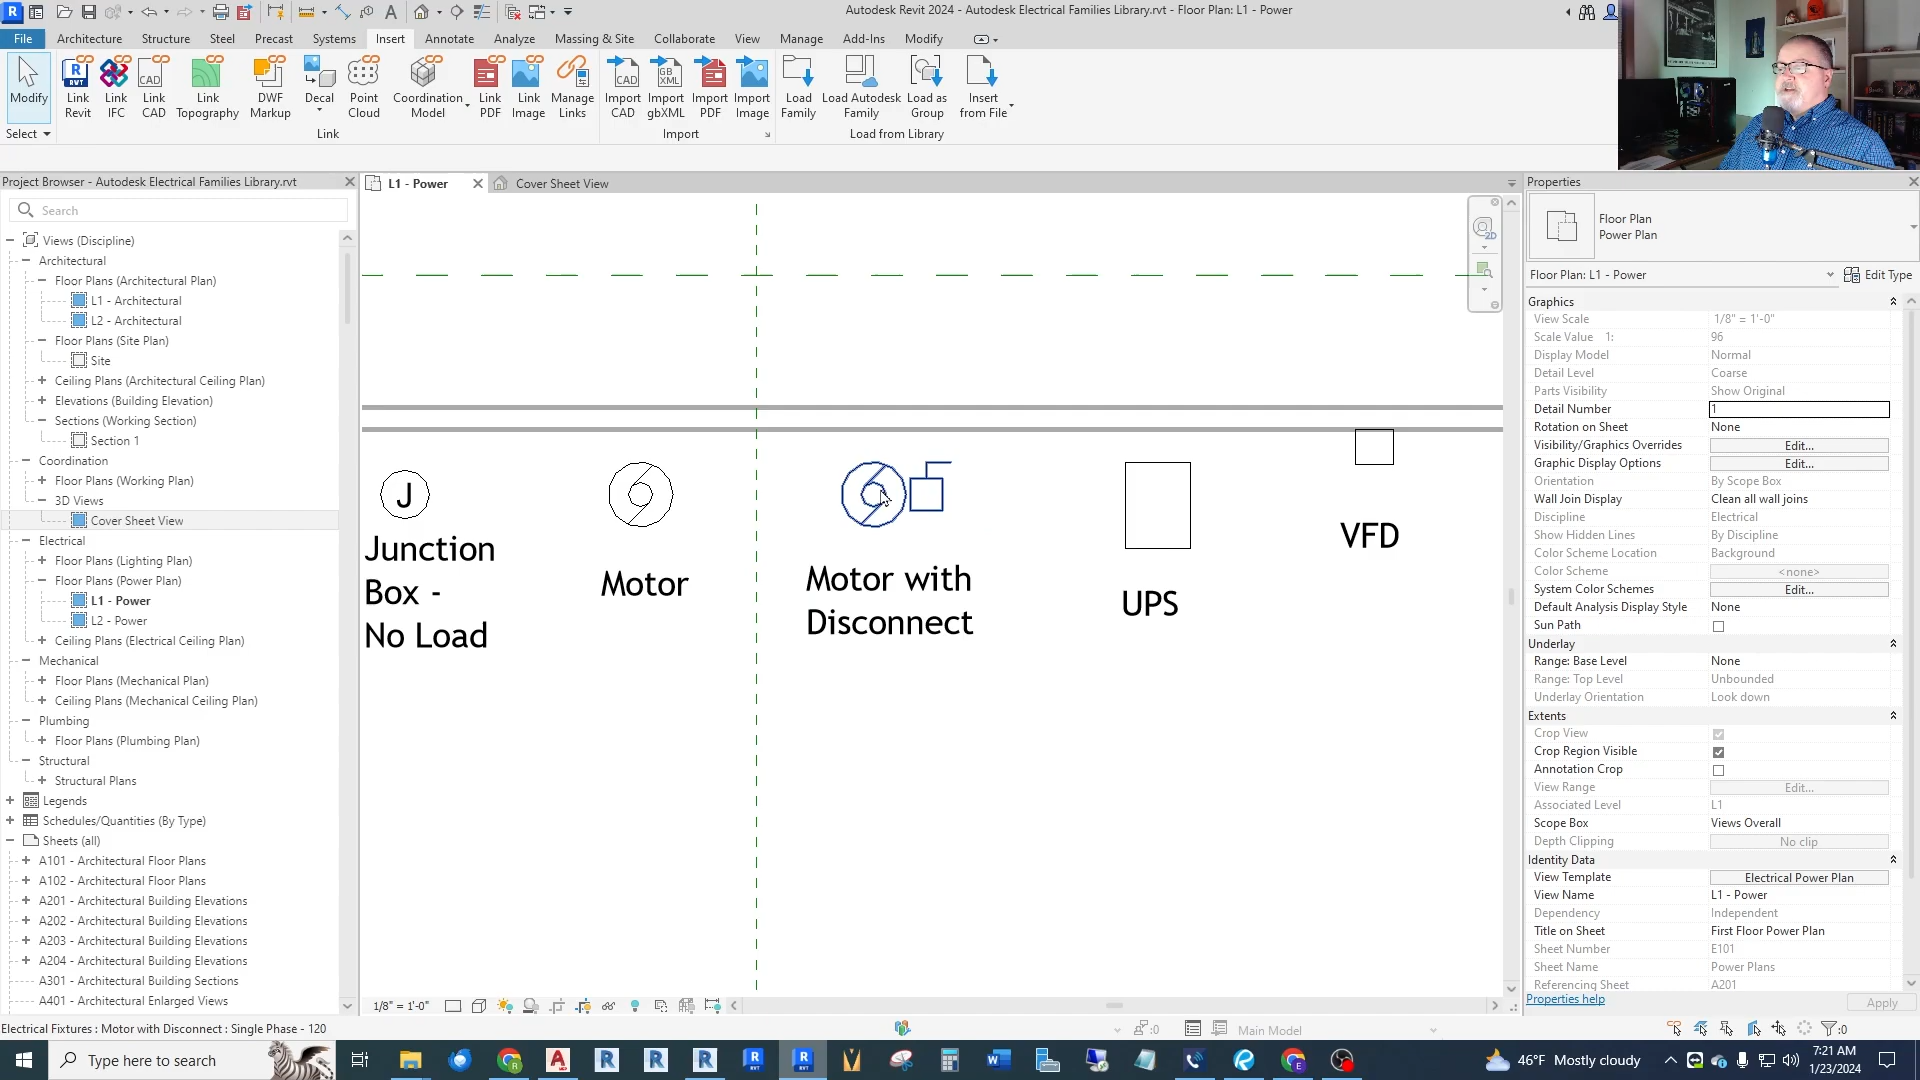 Autodesk Revit 2024 - Autodesk Electrical Families Library.rvt - Floor Plan: L1 - Power
File
Architecture
Structure
Steel
Precast
Systems
Insert
Annotate
Analyze
Massing & Site
Collaborate
View
Manage
Add-Ins
Modify
Modify
Link Revit
Link IFC
Link CAD
Link Topography
DWF Markup
Decal
Point Cloud
Coordination Model
Link PDF
Link Image
Manage Links
Import CAD
Import gbXML
Import PDF
Import Image
Load Family
Load Autodesk Family
Load as Group
Insert from File
Select
Link
Import
Load from Library
Project Browser - Autodesk Electrical Families Library.rvt
Search
Views (Discipline)
Architectural
Floor Plans (Architectural Plan)
L1 - Architectural
L2 - Architectural
Floor Plans (Site Plan)
Site
Ceiling Plans (Architectural Ceiling Plan)
Elevations (Building Elevation)
Sections (Working Section)
Section 1
Coordination
Floor Plans (Working Plan)
3D Views
Cover Sheet View
Electrical
Floor Plans (Lighting Plan)
Floor Plans (Power Plan)
L1 - Power
L2 - Power
Ceiling Plans (Electrical Ceiling Plan)
Mechanical
Floor Plans (Mechanical Plan)
Ceiling Plans (Mechanical Ceiling Plan)
Plumbing
Floor Plans (Plumbing Plan)
Structural
Structural Plans
Legends
Schedules/Quantities (By Type)
Sheets (all)
A101 - Architectural Floor Plans
A102 - Architectural Floor Plans
A201 - Architectural Building Elevations
A202 - Architectural Building Elevations
A203 - Architectural Building Elevations
A204 - Architectural Building Elevations
A301 - Architectural Building Sections
A401 - Architectural Enlarged Views
L1 - Power
Cover Sheet View
2D
J
Junction
Box -
No Load
Motor
Motor with
Disconnect
UPS
VFD
1/8" = 1'-0"
Properties
Floor Plan
Power Plan
Floor Plan: L1 - Power
Edit Type
Graphics
View Scale 1/8" = 1'-0"
Scale Value 1: 96
Display Model Normal
Detail Level Coarse
Parts Visibility Show Original
Detail Number 1
Rotation on Sheet None
Visibility/Graphics Overrides Edit...
Graphic Display Options Edit...
Orientation By Scope Box
Wall Join Display Clean all wall joins
Discipline Electrical
Show Hidden Lines By Discipline
Color Scheme Location Background
Color Scheme <none>
System Color Schemes Edit...
Default Analysis Display Style None
Sun Path
Underlay
Range: Base Level None
Range: Top Level Unbounded
Underlay Orientation Look down
Extents
Crop View
Crop Region Visible
Annotation Crop
View Range Edit...
Associated Level L1
Scope Box Views Overall
Depth Clipping No clip
Identity Data
View Template Electrical Power Plan
View Name L1 - Power
Dependency Independent
Title on Sheet First Floor Power Plan
Sheet Number E101
Sheet Name Power Plans
Referencing Sheet A201
Properties help
Apply
Electrical Fixtures : Motor with Disconnect : Single Phase - 120
:0
Main Model
:0
Type here to search
46°F Mostly cloudy
7:21 AM
1/23/2024